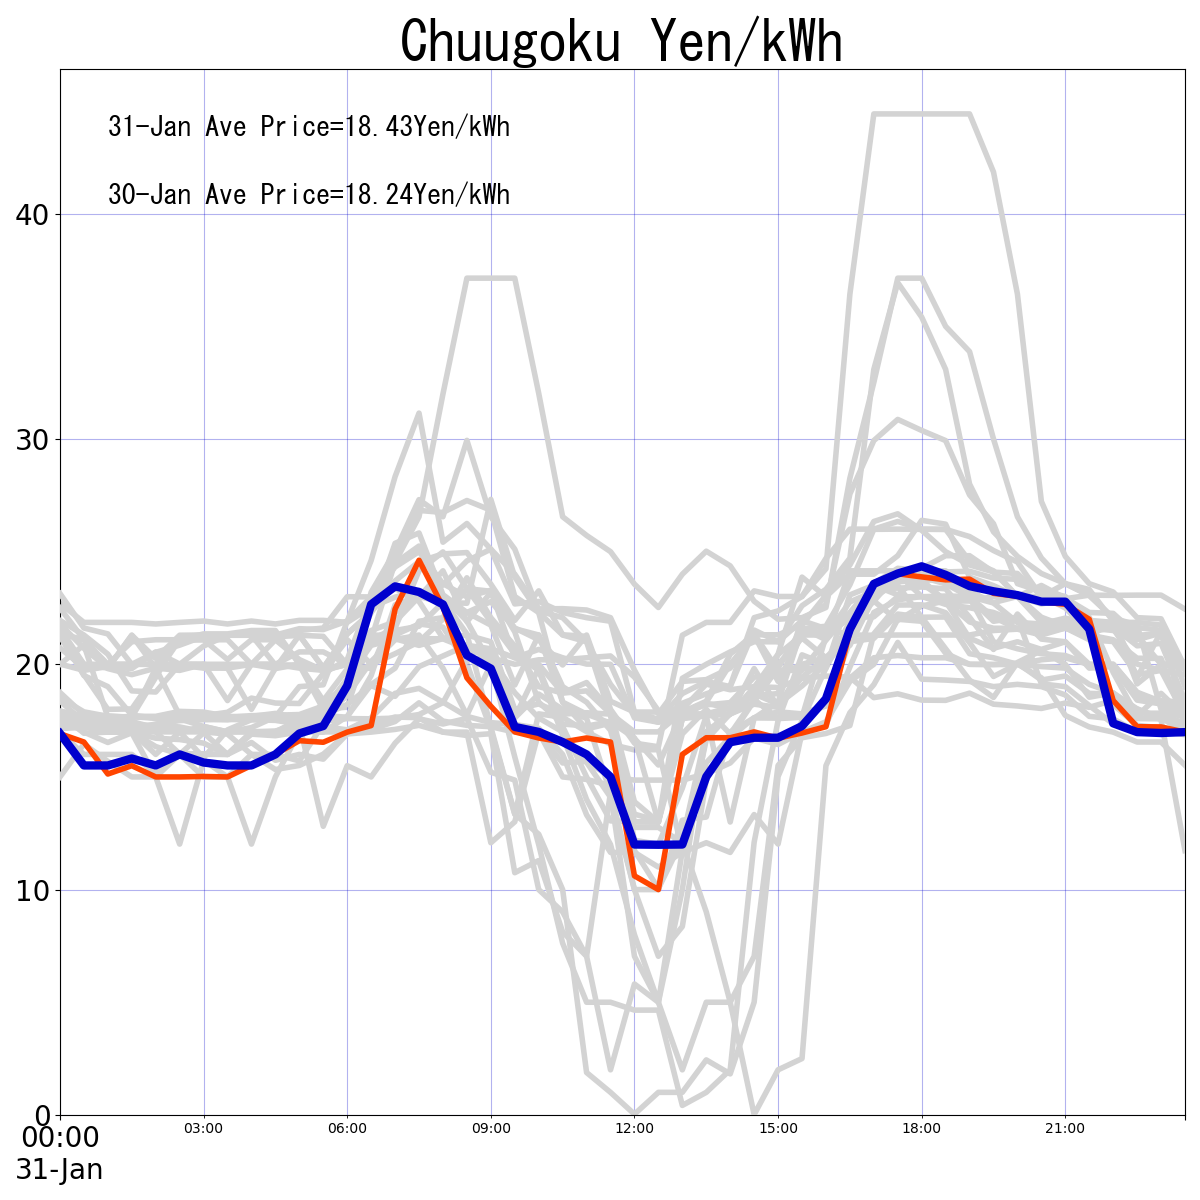 Chuugoku Yen/kWh
31-Jan Ave Price=18.43Yen/kWh
30-Jan Ave Price=18.24Yen/kWh
40
30
20
10
0
00:00 03:00 06:00 09:00 12:00 15:00 18:00 21:00
31-Jan